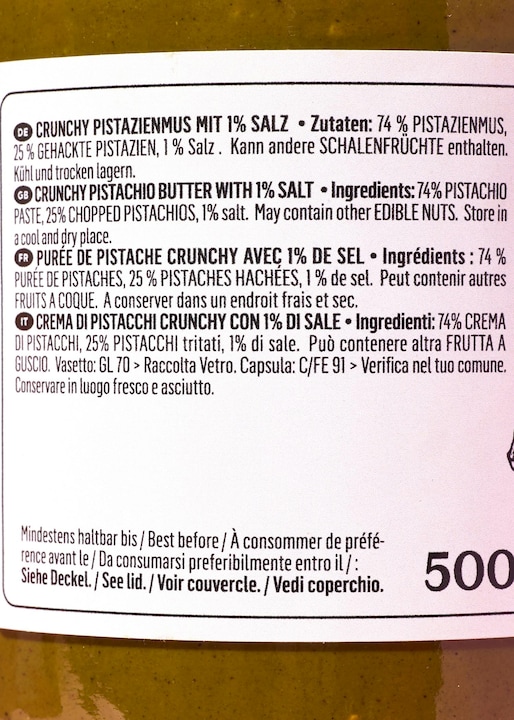 DE CRUNCHY PISTAZIENMUS MIT 1% SALZ • Zutaten: 74 % PISTAZIENMUS,
25 % GEHACKTE PISTAZIEN, 1 % Salz . Kann andere SCHALENFRÜCHTE enthalten.
Kühl und trocken lagern.
GB CRUNCHY PISTACHIO BUTTER WITH 1% SALT • Ingredients: 74% PISTACHIO
PASTE, 25% CHOPPED PISTACHIOS, 1% salt. May contain other EDIBLE NUTS. Store in
a cool and dry place.
FR PURÉE DE PISTACHE CRUNCHY AVEC 1% DE SEL • Ingrédients : 74 %
PURÉE DE PISTACHES, 25 % PISTACHES HACHÉES, 1 % de sel. Peut contenir autres
FRUITS A COQUE. A conserver dans un endroit frais et sec.
IT CREMA DI PISTACCHI CRUNCHY CON 1% DI SALE • Ingredienti: 74% CREMA
DI PISTACCHI, 25% PISTACCHI tritati, 1% di sale. Può contenere altra FRUTTA A
GUSCIO. Vasetto: GL 70 > Raccolta Vetro. Capsula: C/FE 91 > Verifica nel tuo comune.
Conservare in luogo fresco e asciutto.
Mindestens haltbar bis / Best before / À consommer de préfé-
rence avant le / Da consumarsi preferibilmente entro il / :
Siehe Deckel. / See lid. / Voir couvercle. / Vedi coperchio.
500